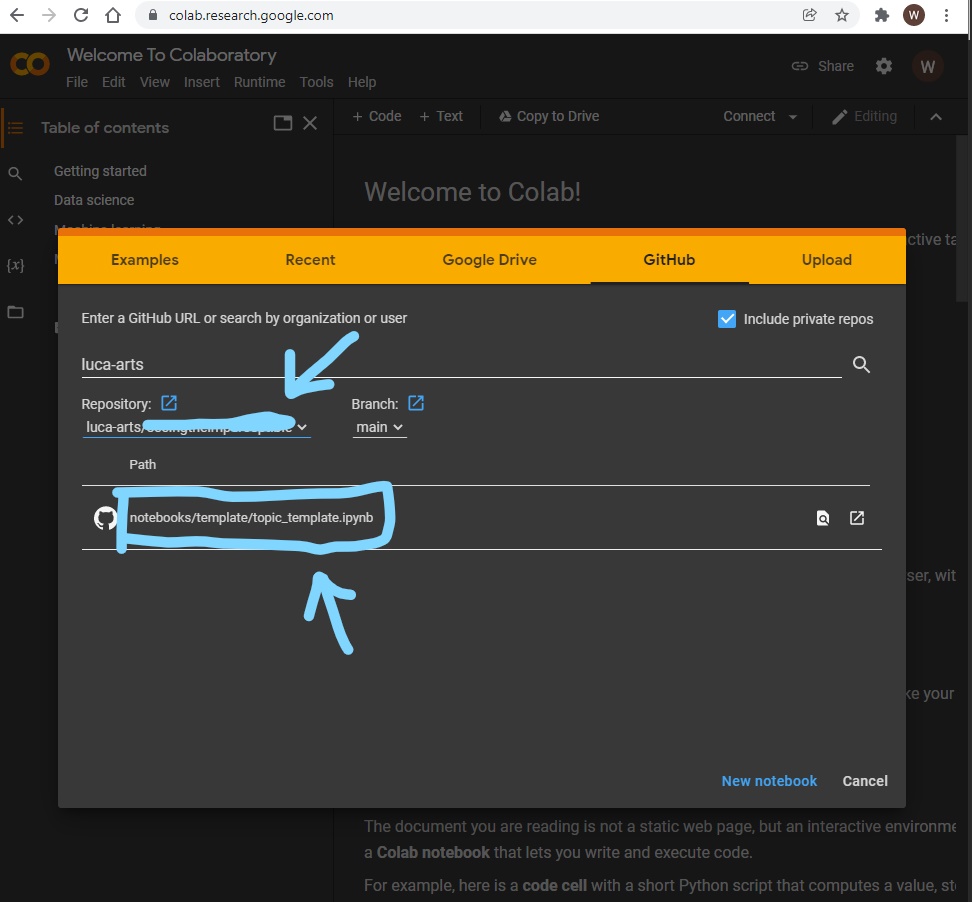 colab.research.google.com
W
Welcome To Colaboratory
File Edit View Insert Runtime Tools Help
Share
W
Table of contents
+ Code + Text Copy to Drive
Connect
Editing
Getting started
Data science
Machine learning
{x}
Welcome to Colab!
ctive ta
Examples Recent Google Drive GitHub Upload
Enter a GitHub URL or search by organization or user
Include private repos
luca-arts
Repository:
Branch:
luca-arts/
main
Path
notebooks/template/topic_template.ipynb
ser, wit
ke your
New notebook Cancel
The document you are reading is not a static web page, but an interactive environme
a Colab notebook that lets you write and execute code.
For example, here is a code cell with a short Python script that computes a value, sto